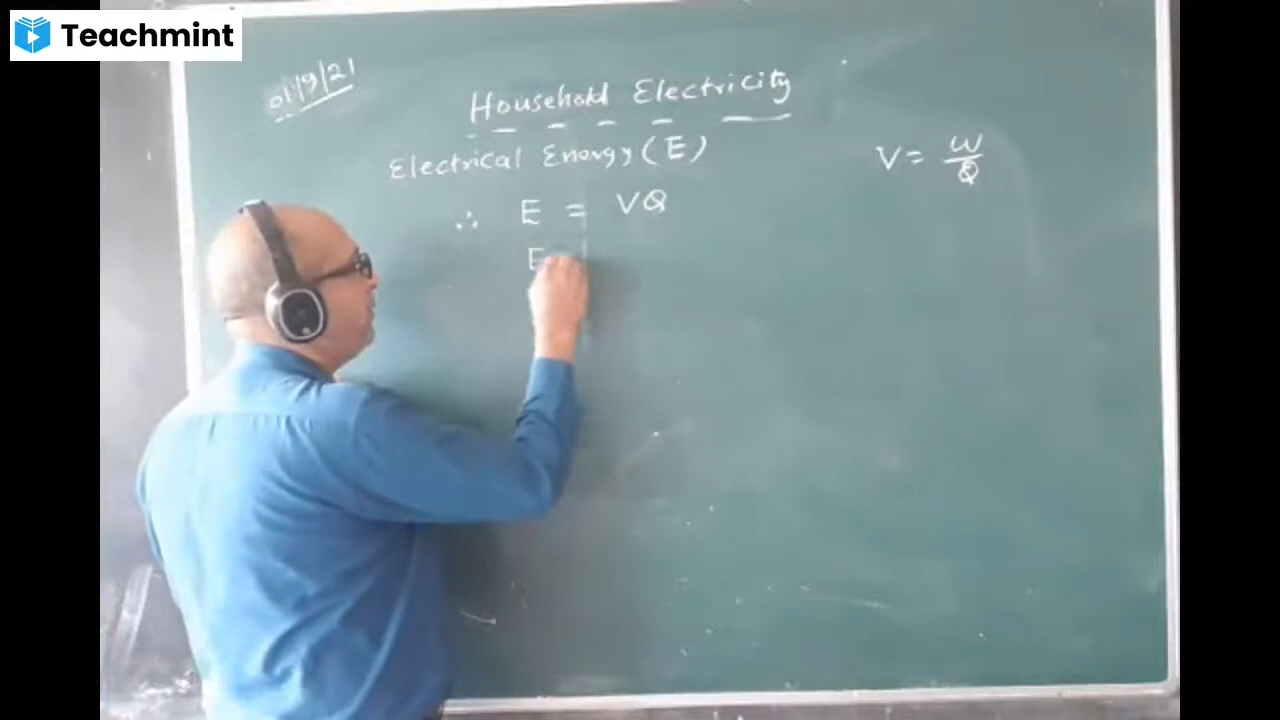 Teachmint
01/9/21
Household Electricity
Electrical Energy (E)
V = W/Q
∴ E = VQ
E